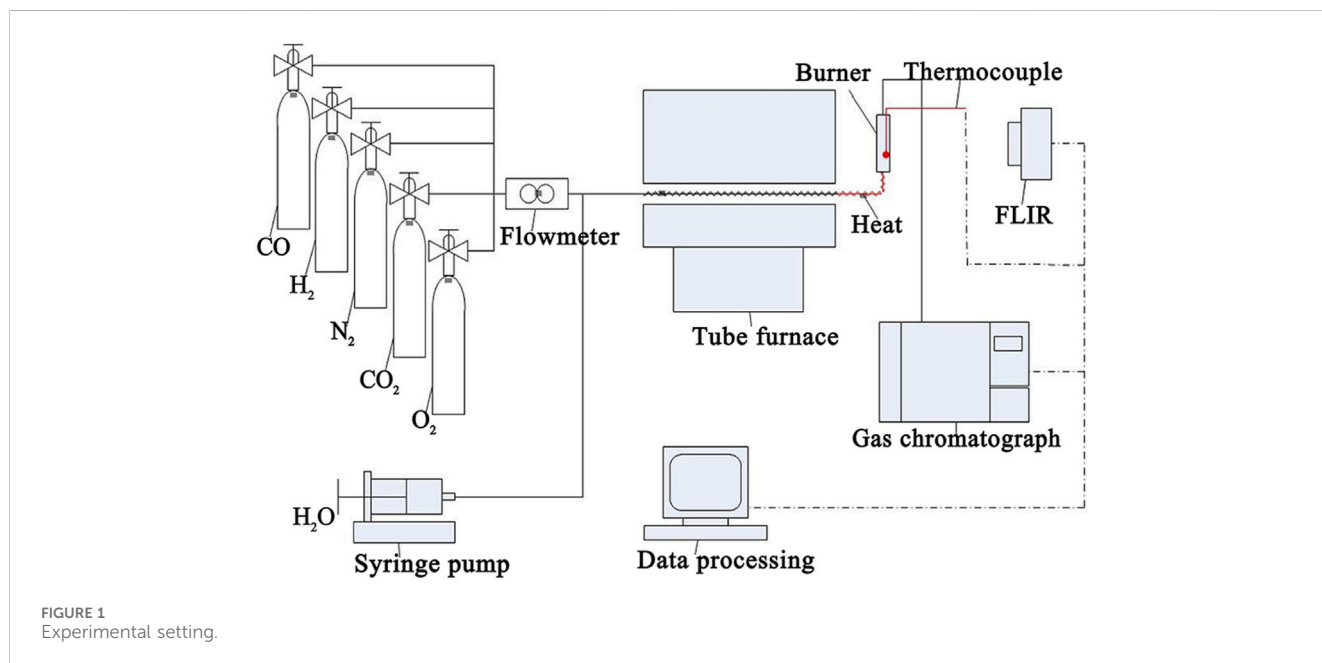 Burner
Thermocouple
CO
H₂
N₂
CO₂
O₂
Flowmeter
Heat
FLIR
Tube furnace
Gas chromatograph
H₂O
Syringe pump
Data processing
FIGURE 1
Experimental setting.